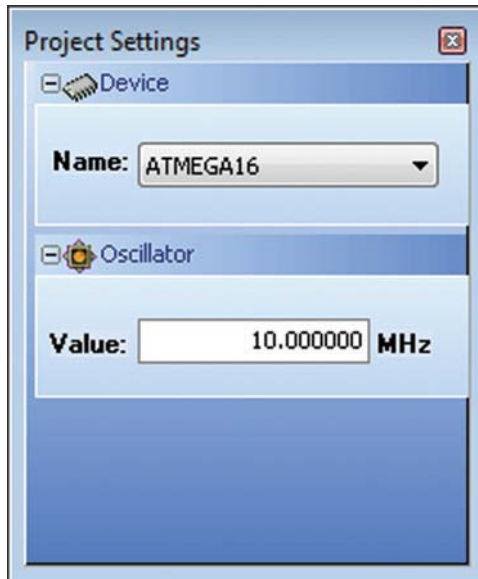 Project Settings
Device
Name: ATMEGA16
Oscillator
Value: 10.000000 MHz